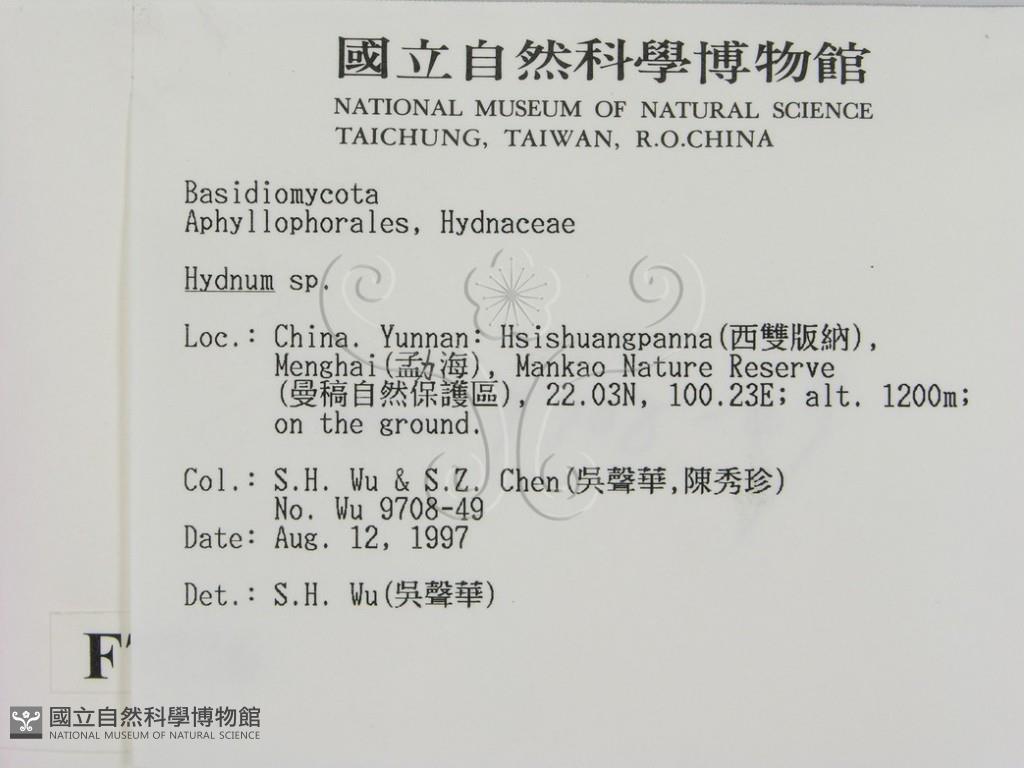 國立自然科學博物館
NATIONAL MUSEUM OF NATURAL SCIENCE
TAICHUNG, TAIWAN, R.O.CHINA
Basidiomycota
Aphyllophorales, Hydnaceae
Hydnum sp.
Loc.: China. Yunnan: Hsishuangpanna(西雙版納),
Menghai(孟力海), Mankao Nature Reserve
(曼稿自然保護區), 22.03N, 100.23E; alt. 1200m;
on the ground.
Col.: S.H. Wu & S.Z. Chen(吳聲華,陳秀珍)
No. Wu 9708-49
Date: Aug. 12, 1997
Det.: S.H. Wu(吳聲華)
F
國立自然科學博物館
NATIONAL MUSEUM OF NATURAL SCIENCE